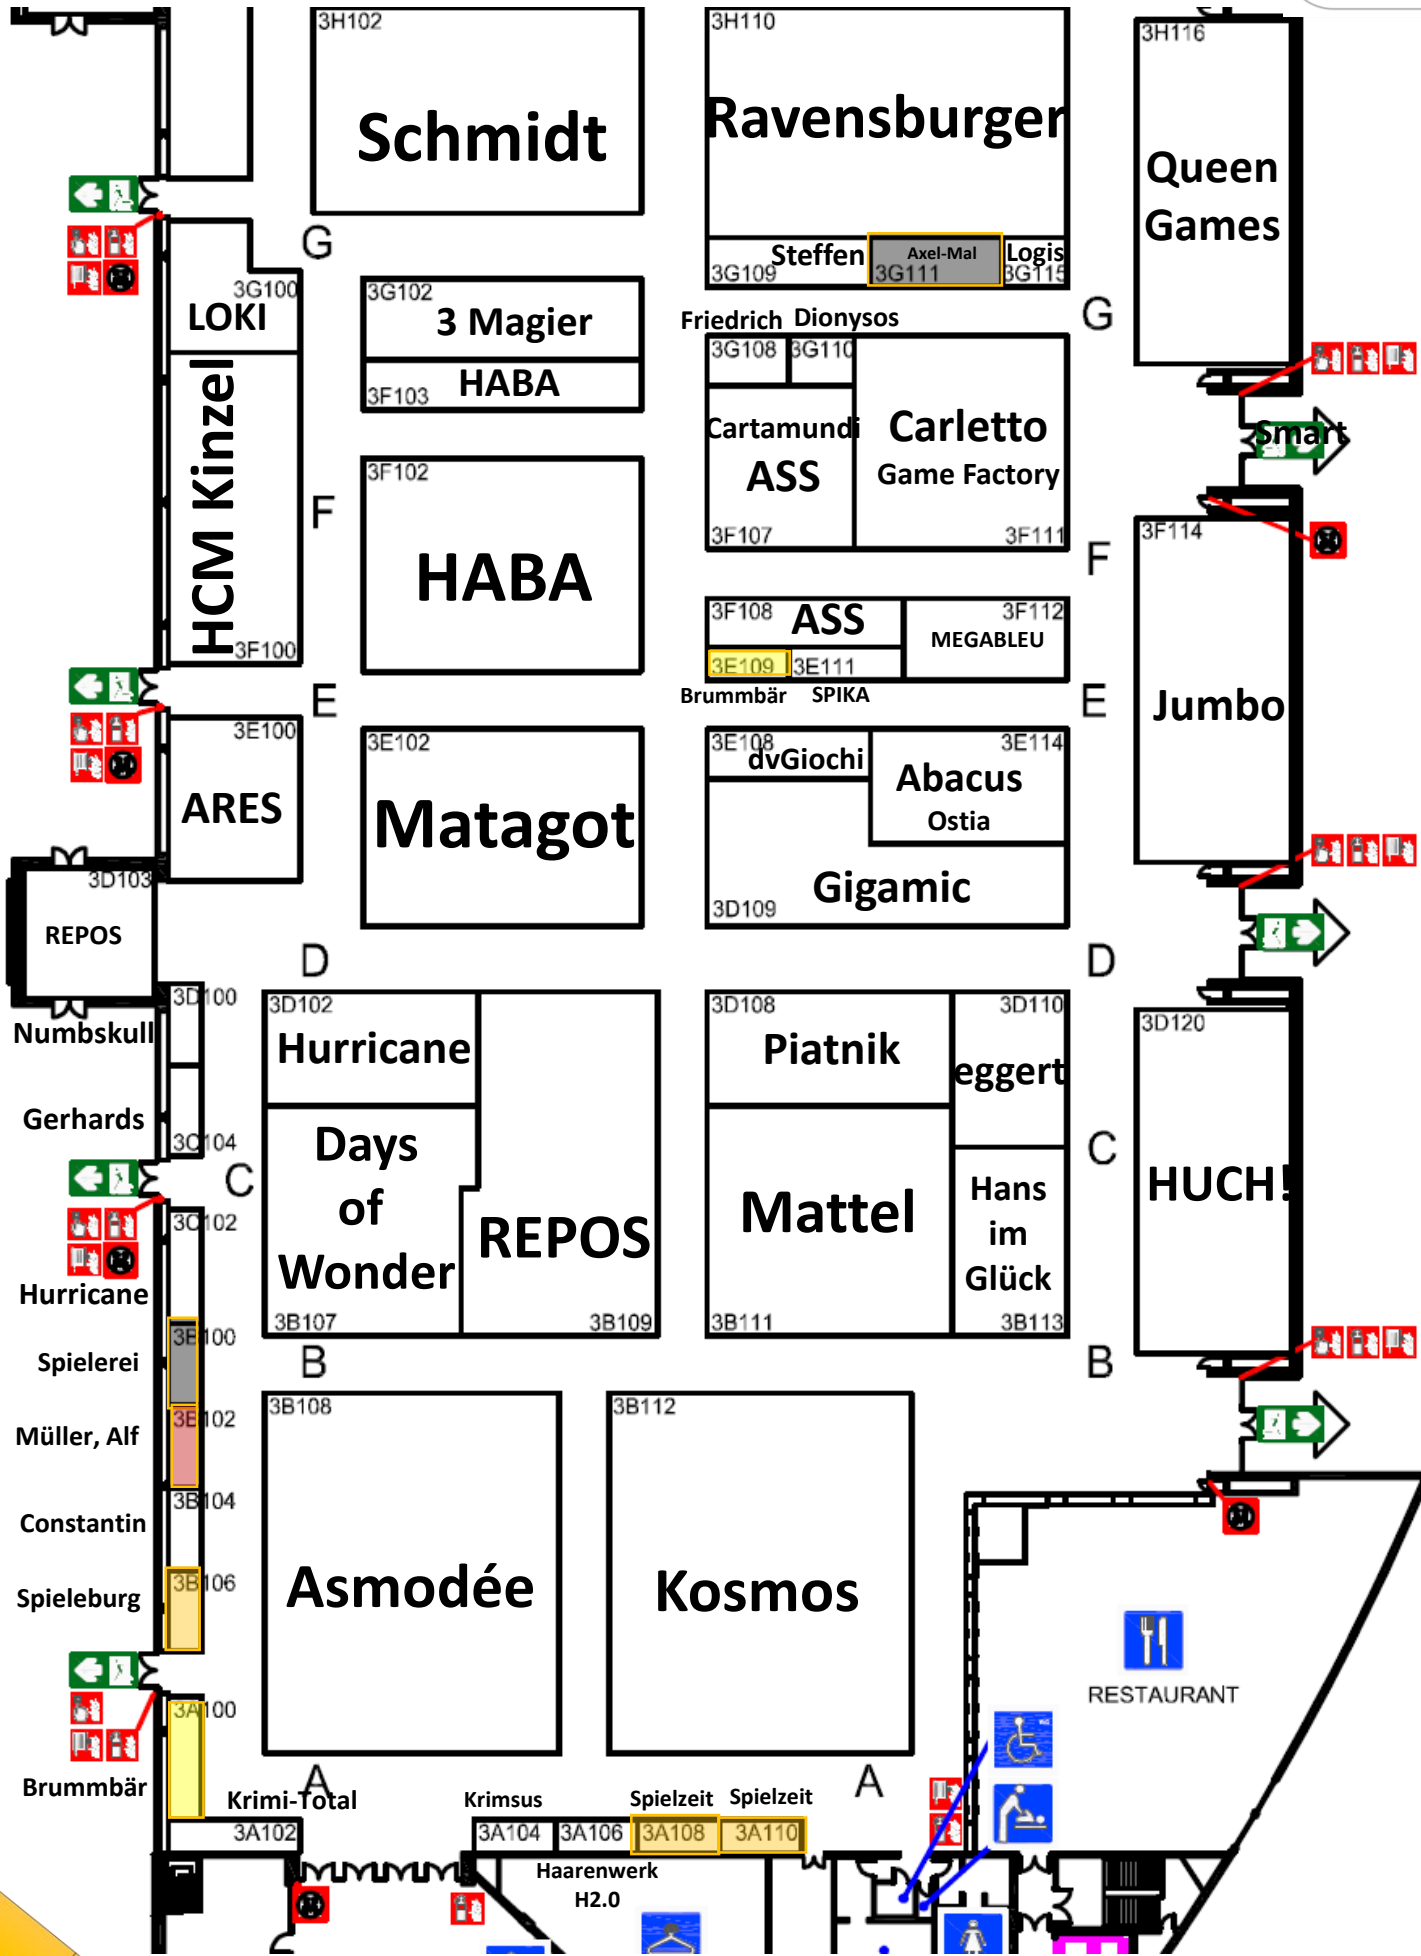 3H102
Schmidt
3H110
Ravensburger
3H116
Queen
Games
Steffen
3G109
Axel-Mal
3G111
Logis
3G115
G
3G100
LOKI
3G102
3 Magier
HABA
3F103
Friedrich
Dionysos
3G108
3G110
G
Cartamundi
ASS
3F107
Carletto
Game Factory
3F111
Smart
HCM Kinzel
3F100
F
3F102
HABA
F
3F114
Jumbo
3F108
ASS
3F112
MEGABLEU
3E109
3E111
Brummbär
SPIKA
E
E
3E100
ARES
3E102
Matagot
3E108
dvGiochi
3E114
Abacus
Ostia
Gigamic
3D109
3D103
REPOS
D
D
3D100
Numbskull
Gerhards
3C104
3D102
Hurricane
Days
of
Wonder
3B107
REPOS
3B109
3D108
Piatnik
3D110
eggert
Mattel
3B111
Hans
im
Glück
3B113
3D120
HUCH!
C
C
3C102
Hurricane
3B100
Spielerei
3B102
Müller, Alf
3B104
Constantin
3B106
Spieleburg
B
B
3B108
Asmodée
3B112
Kosmos
RESTAURANT
3A100
Brummbär
A
A
Krimi-Total
3A102
Krimsus
Spielzeit
Spielzeit
3A104
3A106
3A108
3A110
Haarenwerk
H2.0